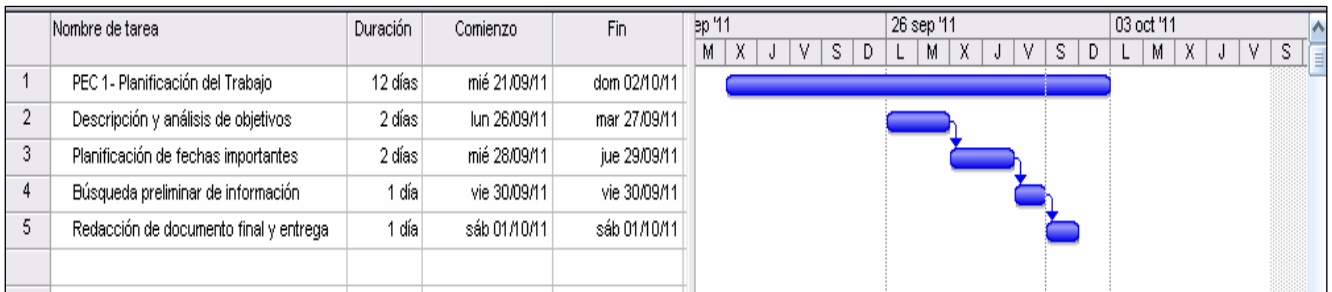 Nombre de tarea Duración Comienzo Fin ep '11 26 sep '11 03 oct '11
M X J V S D L M X J V S D L M X J V S
1 PEC 1- Planificación del Trabajo 12 días mié 21/09/11 dom 02/10/11
2 Descripción y análisis de objetivos 2 días lun 26/09/11 mar 27/09/11
3 Planificación de fechas importantes 2 días mié 28/09/11 jue 29/09/11
4 Búsqueda preliminar de información 1 día vie 30/09/11 vie 30/09/11
5 Redacción de documento final y entrega 1 día sáb 01/10/11 sáb 01/10/11